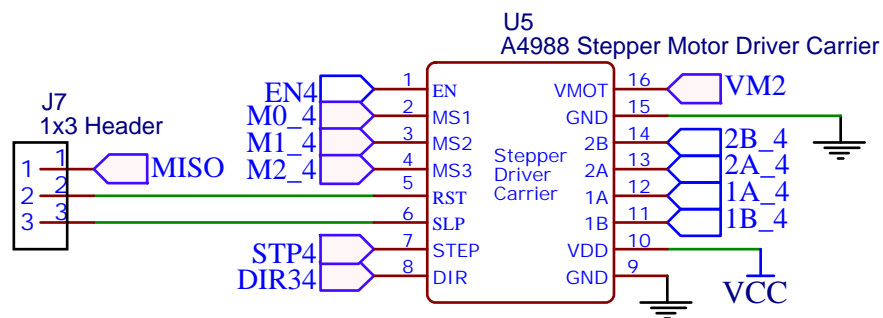 U5
A4988 Stepper Motor Driver Carrier
J7
1x3 Header
1 1 MISO
2 2
3 3
EN4 1 EN
M0_4 2 MS1
M1_4 3 MS2
M2_4 4 MS3
5 RST
6 SLP
STP4 7 STEP
DIR34 8 DIR
Stepper
Driver
Carrier
VMOT 16 VM2
GND 15
2B 14 2B_4
2A 13 2A_4
1A 12 1A_4
1B 11 1B_4
VDD 10
GND 9
VCC